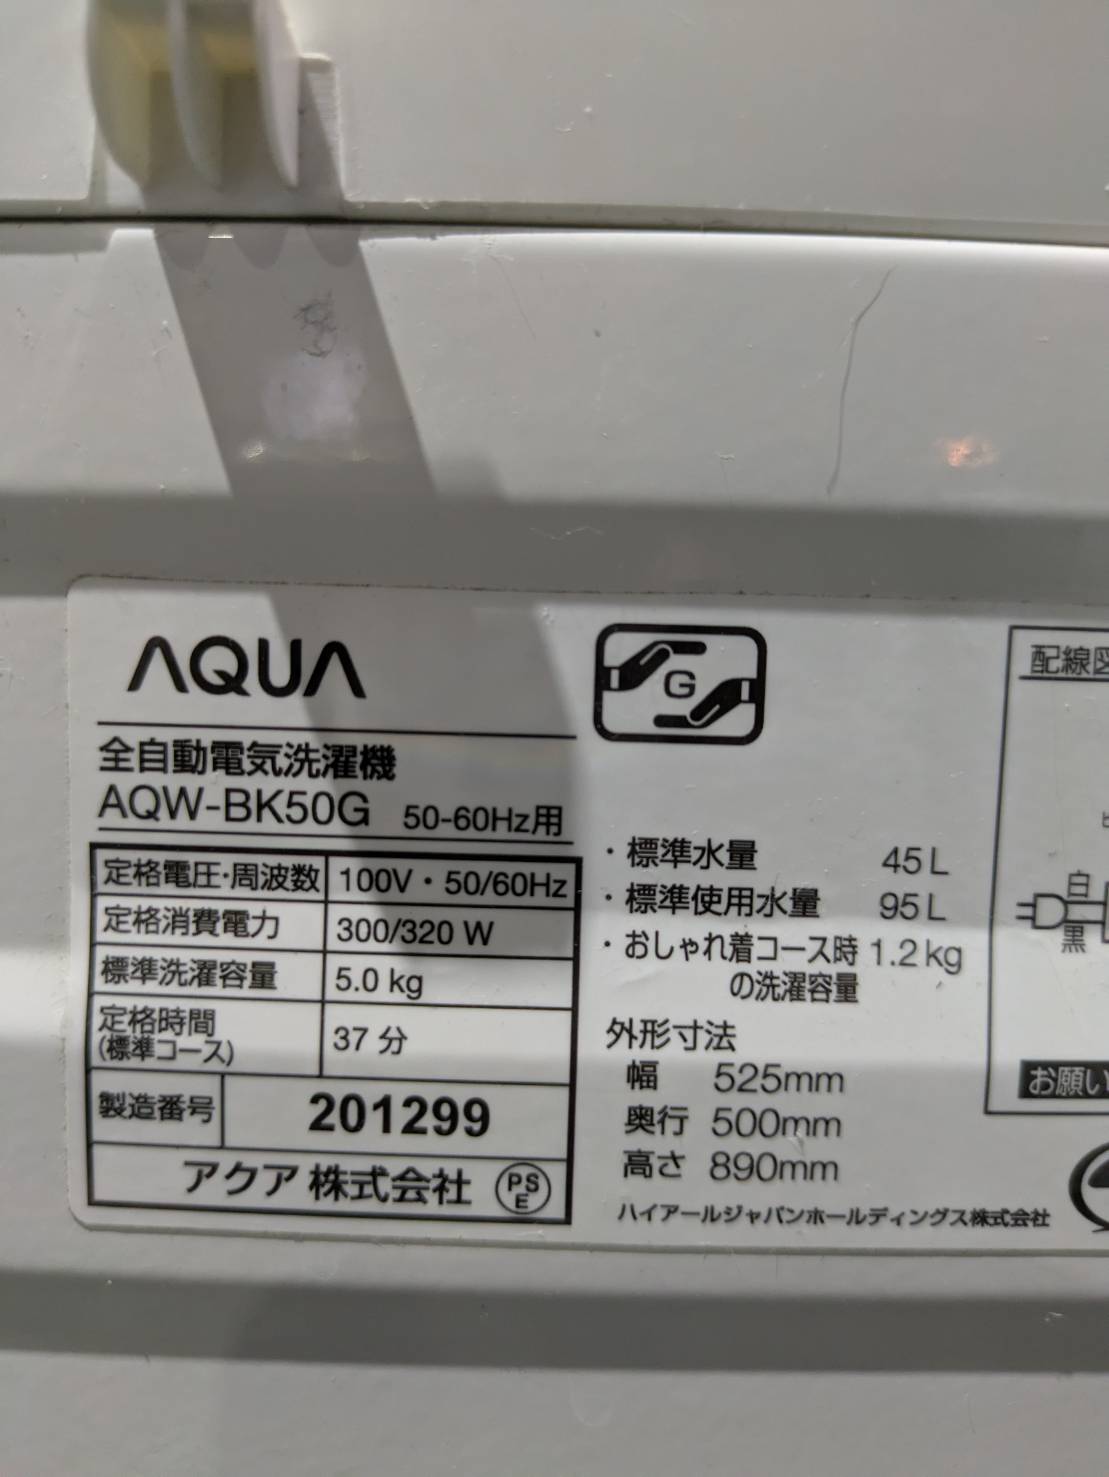 AQUA
全自動電気洗濯機
AQW-BK50G 50-60Hz用
定格電圧・周波数 100V・50/60Hz
定格消費電力 300/320 W
標準洗濯容量 5.0 kg
定格時間
(標準コース) 37 分
製造番号 201299
アクア 株式会社 PSE
G
・標準水量 45L
・標準使用水量 95L
・おしゃれ着コース時 1.2kg
の洗濯容量
外形寸法
幅 525mm
奥行 500mm
高さ 890mm
ハイアールジャパンホールディングス株式会社
配線図
白
黒
お願い